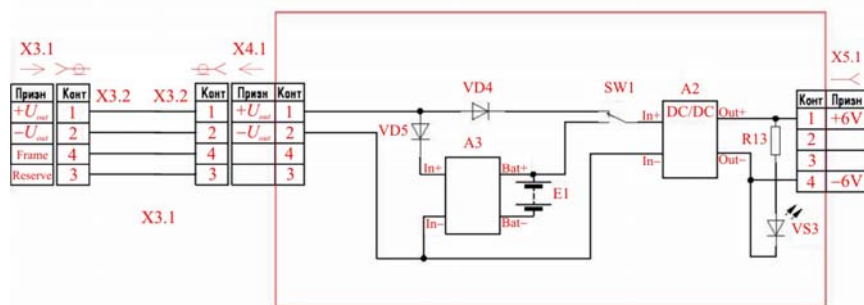 X3.1
X4.1
X5.1
VD4
SW1
A2
Призн Конт X3.2 X3.2 Конт Призн Конт
Конт Призн
+Uout 1 1 +Uout 1
−Uout 2 2 −Uout 2
Frame 4 4 4
Reserve 3 3 3
VD5
A3
In+ Bat+
In− Bat−
E1
In+ DC/DC Out+
In− Out−
R13
1 +6V
2
3
4 −6V
VS3
X3.1